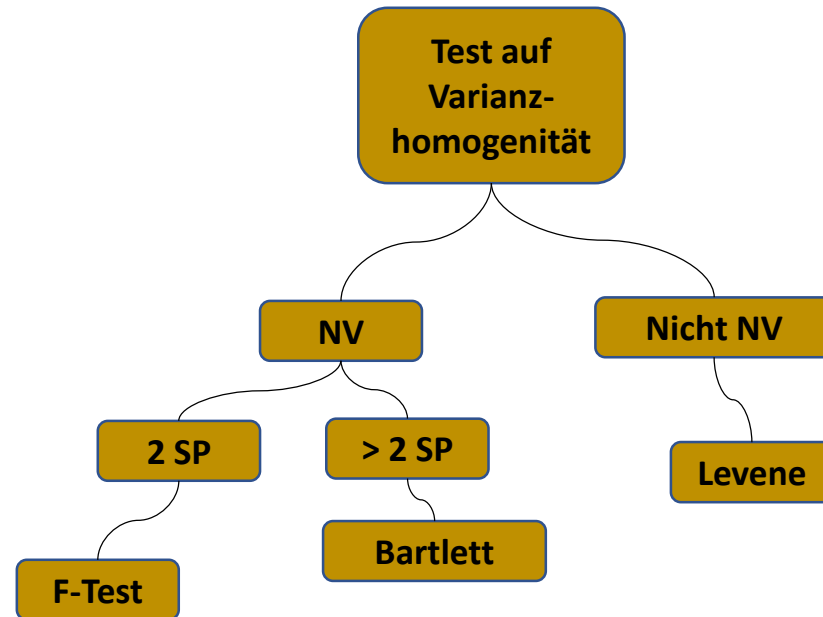 Test auf
Varianz-
homogenität
NV
Nicht NV
2 SP
> 2 SP
Levene
Bartlett
F-Test